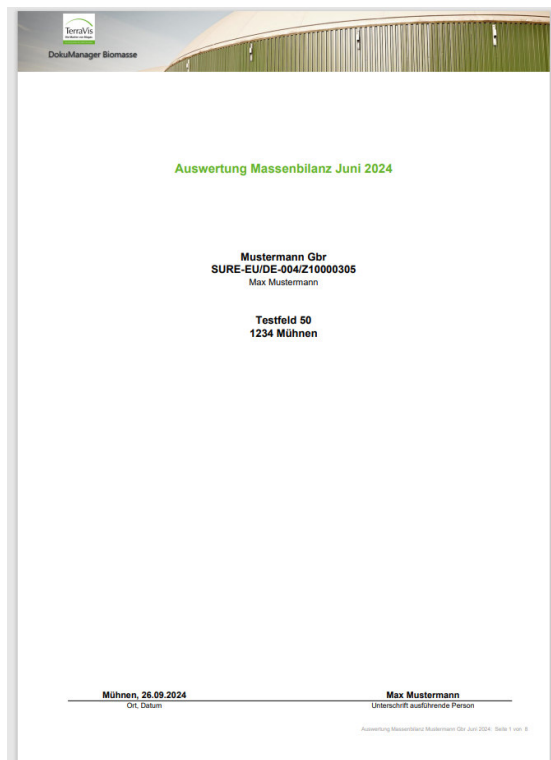 TerraVis
DokuManager Biomasse
Auswertung Massenbilanz Juni 2024
Mustermann Gbr
SURE-EU/DE-004/Z10000305
Max Mustermann
Testfeld 50
1234 Mühnen
Mühnen, 26.09.2024
Max Mustermann
Ort, Datum
Unterschrift ausführende Person
Auswertung Massenbilanz Mustermann Gbr Juni 2024 Seite 1 von 8